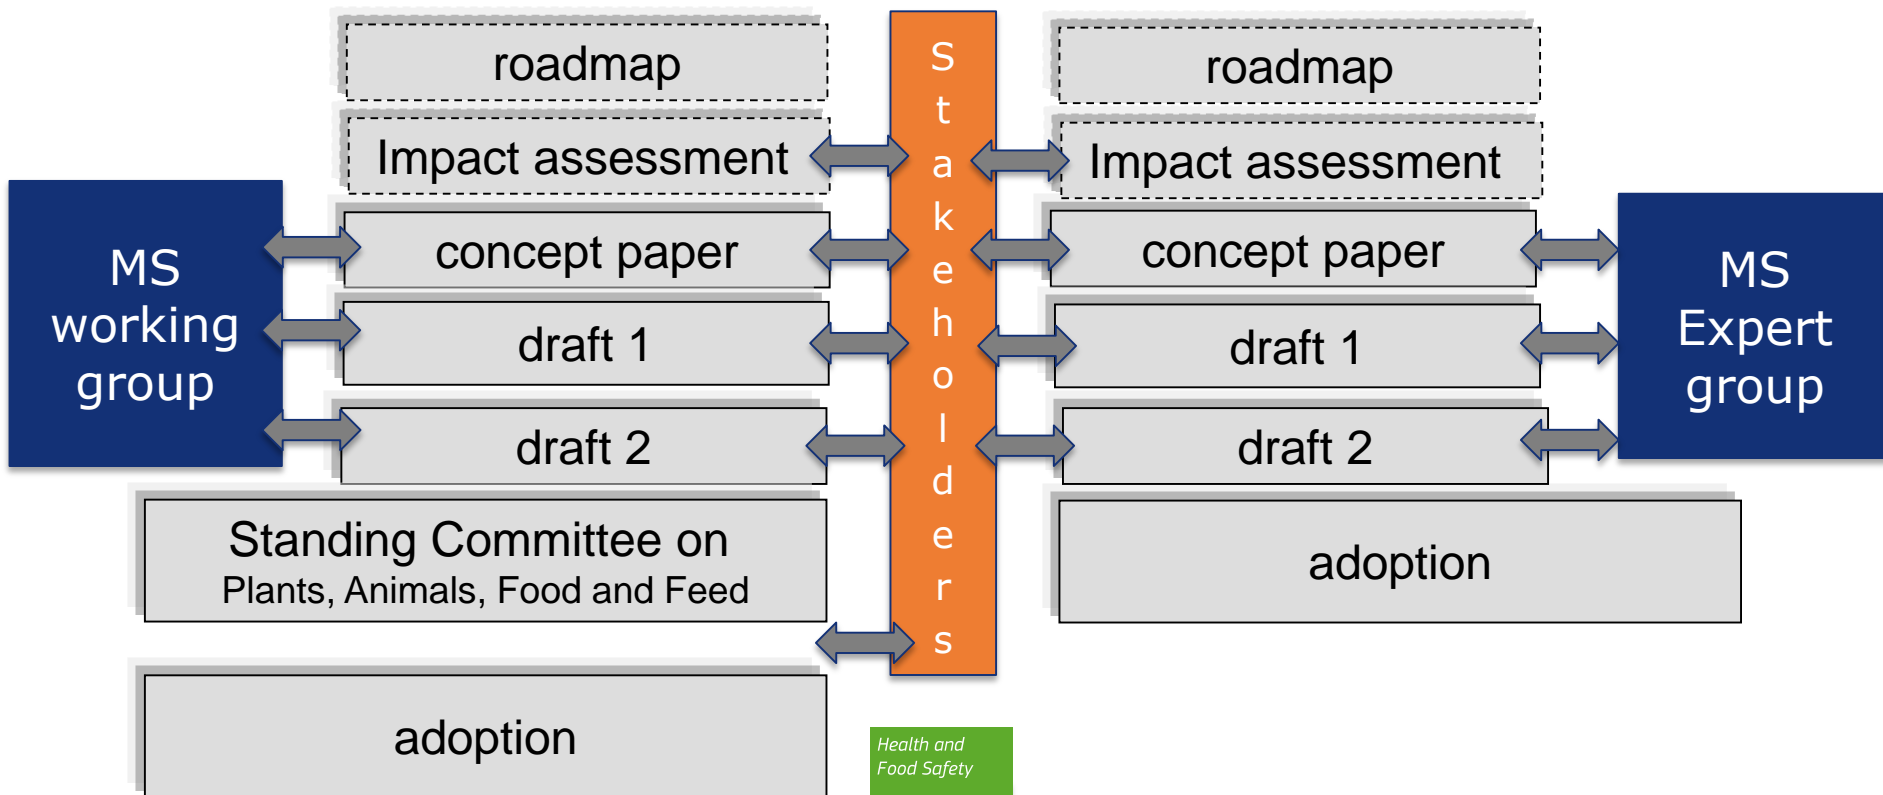 MS
working
group
roadmap
Impact assessment
concept paper
draft 1
draft 2
Standing Committee on
Plants, Animals, Food and Feed
adoption
Stakeholders
roadmap
Impact assessment
concept paper
draft 1
draft 2
adoption
MS
Expert
group
Health and
Food Safety